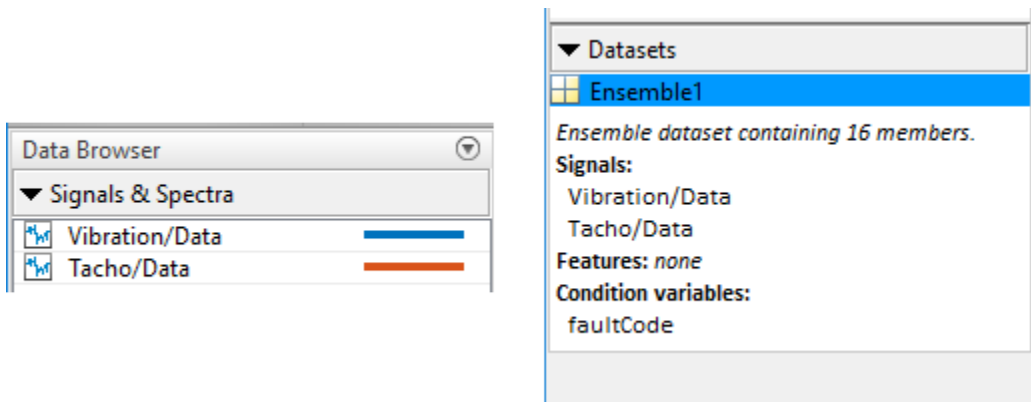 Data Browser
Signals & Spectra
Vibration/Data
Tacho/Data
Datasets
Ensemble1
Ensemble dataset containing 16 members.
Signals:
Vibration/Data
Tacho/Data
Features: none
Condition variables:
faultCode